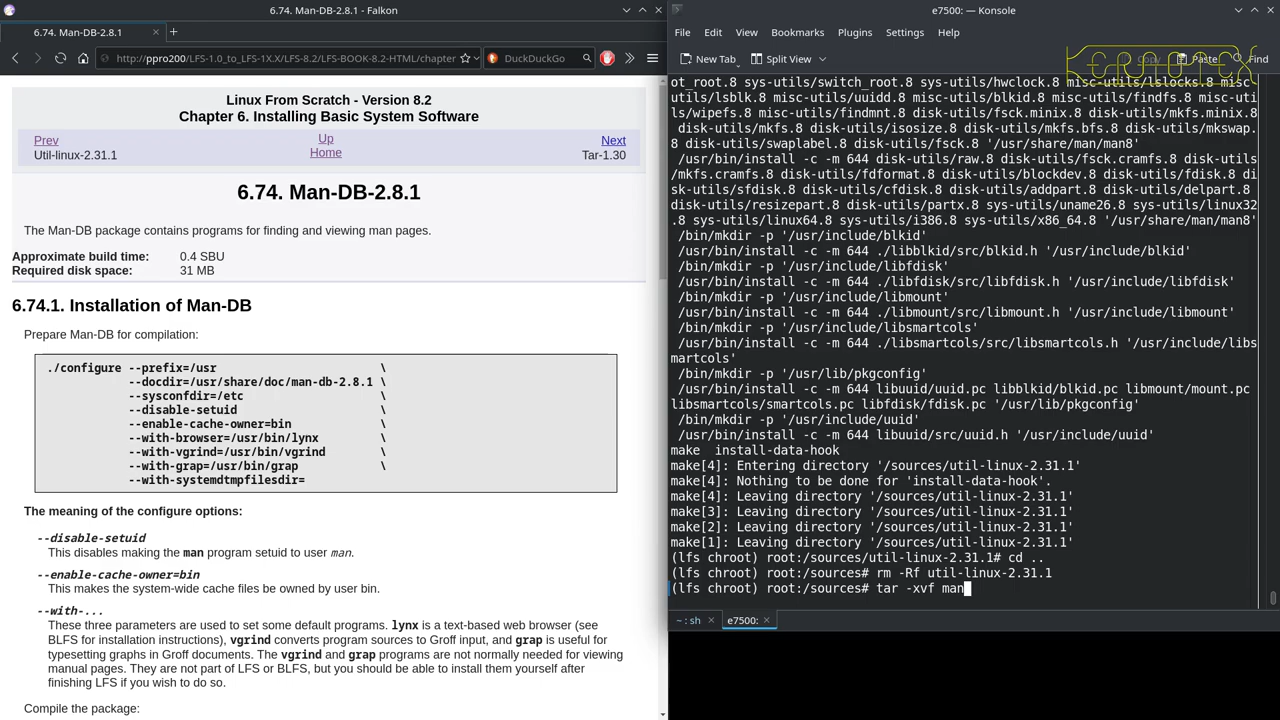 6.74. Man-DB-2.8.1 - Falkon
6.74. Man-DB-2.8.1
http://ppro200/LFS-1.0_to_LFS-1X.X/LFS-8.2/LFS-BOOK-8.2-HTML/chapter
DuckDuckGo
Linux From Scratch - Version 8.2
Chapter 6. Installing Basic System Software
Prev
Up
Next
Util-linux-2.31.1
Home
Tar-1.30
6.74. Man-DB-2.8.1
The Man-DB package contains programs for finding and viewing man pages.
Approximate build time: 0.4 SBU
Required disk space: 31 MB
6.74.1. Installation of Man-DB
Prepare Man-DB for compilation:
./configure --prefix=/usr \
--docdir=/usr/share/doc/man-db-2.8.1 \
--sysconfdir=/etc \
--disable-setuid \
--enable-cache-owner=bin \
--with-browser=/usr/bin/lynx \
--with-vgrind=/usr/bin/vgrind \
--with-grap=/usr/bin/grap \
--with-systemdtmpfilesdir=
The meaning of the configure options:
--disable-setuid
This disables making the man program setuid to user man.
--enable-cache-owner=bin
This makes the system-wide cache files be owned by user bin.
--with-...
These three parameters are used to set some default programs. lynx is a text-based web browser (see
BLFS for installation instructions), vgrind converts program sources to Groff input, and grap is useful for
typesetting graphs in Groff documents. The vgrind and grap programs are not normally needed for viewing
manual pages. They are not part of LFS or BLFS, but you should be able to install them yourself after
finishing LFS if you wish to do so.
Compile the package:
e7500: — Konsole
File Edit View Bookmarks Plugins Settings Help
New Tab Split View Copy Paste Find
ot_root.8 sys-utils/switch_root.8 sys-utils/hwclock.8 misc-utils/lslocks.8 misc-
utils/lsblk.8 misc-utils/uuidd.8 misc-utils/blkid.8 misc-utils/findfs.8 misc-uti
ls/wipefs.8 misc-utils/findmnt.8 disk-utils/fsck.minix.8 disk-utils/mkfs.minix.8
disk-utils/mkfs.8 disk-utils/isosize.8 disk-utils/mkfs.bfs.8 disk-utils/mkswap.
8 disk-utils/swaplabel.8 disk-utils/fsck.8 '/usr/share/man/man8'
/usr/bin/install -c -m 644 disk-utils/raw.8 disk-utils/fsck.cramfs.8 disk-utils
/mkfs.cramfs.8 disk-utils/fdformat.8 disk-utils/blockdev.8 disk-utils/fdisk.8 di
sk-utils/sfdisk.8 disk-utils/cfdisk.8 disk-utils/addpart.8 disk-utils/delpart.8
disk-utils/resizepart.8 disk-utils/partx.8 sys-utils/uname26.8 sys-utils/linux32
.8 sys-utils/linux64.8 sys-utils/i386.8 sys-utils/x86_64.8 '/usr/share/man/man8'
/bin/mkdir -p '/usr/include/blkid'
/usr/bin/install -c -m 644 ./libblkid/src/blkid.h '/usr/include/blkid'
/bin/mkdir -p '/usr/include/libfdisk'
/usr/bin/install -c -m 644 ./libfdisk/src/libfdisk.h '/usr/include/libfdisk'
/bin/mkdir -p '/usr/include/libmount'
/usr/bin/install -c -m 644 ./libmount/src/libmount.h '/usr/include/libmount'
/bin/mkdir -p '/usr/include/libsmartcols'
/usr/bin/install -c -m 644 ./libsmartcols/src/libsmartcols.h '/usr/include/libs
martcols'
/bin/mkdir -p '/usr/lib/pkgconfig'
/usr/bin/install -c -m 644 libuuid/uuid.pc libblkid/blkid.pc libmount/mount.pc
libsmartcols/smartcols.pc libfdisk/fdisk.pc '/usr/lib/pkgconfig'
/bin/mkdir -p '/usr/include/uuid'
/usr/bin/install -c -m 644 libuuid/src/uuid.h '/usr/include/uuid'
make  install-data-hook
make[4]: Entering directory '/sources/util-linux-2.31.1'
make[4]: Nothing to be done for 'install-data-hook'.
make[4]: Leaving directory '/sources/util-linux-2.31.1'
make[3]: Leaving directory '/sources/util-linux-2.31.1'
make[2]: Leaving directory '/sources/util-linux-2.31.1'
make[1]: Leaving directory '/sources/util-linux-2.31.1'
(lfs chroot) root:/sources/util-linux-2.31.1# cd ..
(lfs chroot) root:/sources# rm -Rf util-linux-2.31.1
(lfs chroot) root:/sources# tar -xvf man
~ : sh
e7500: